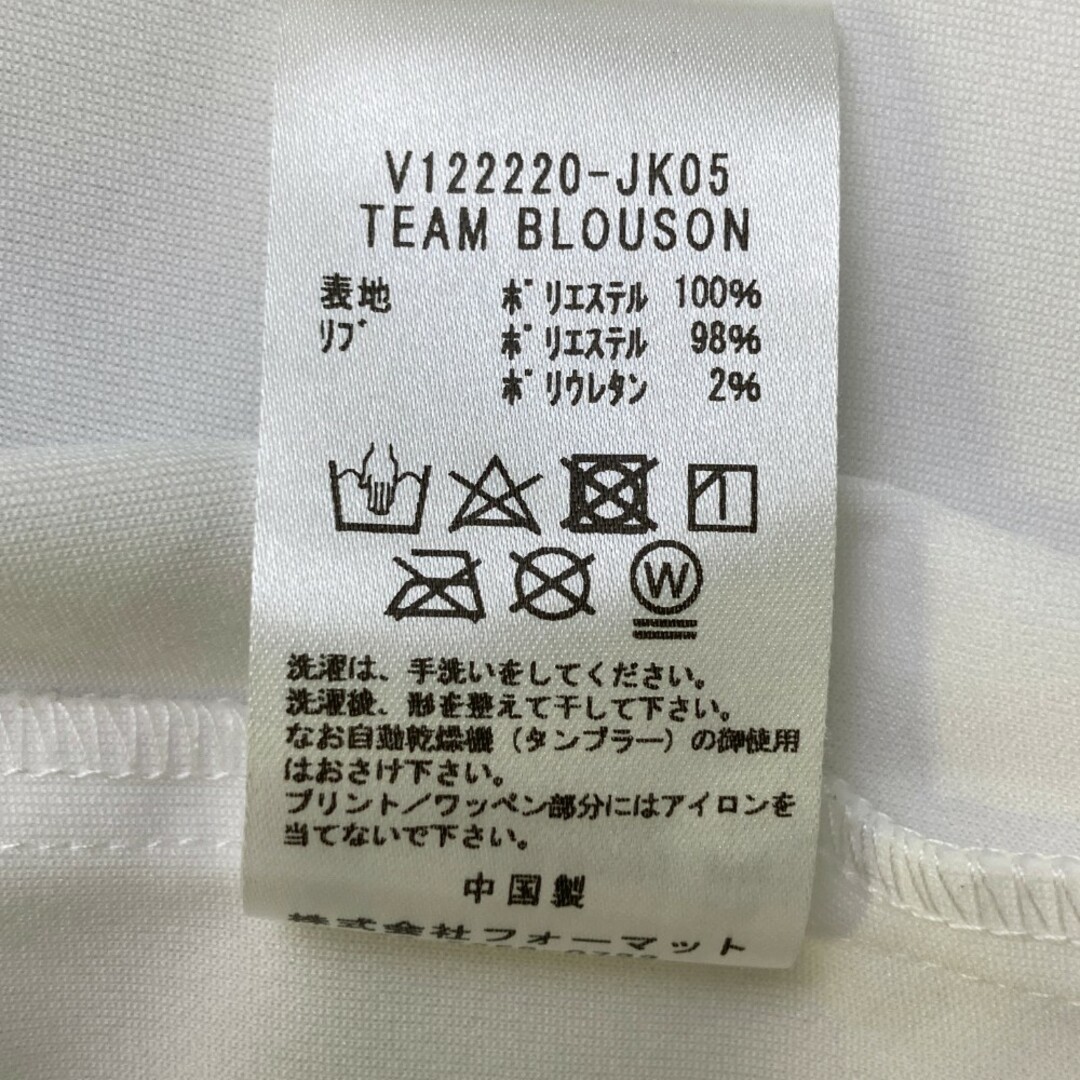 V122220-JK05
TEAM BLOUSON
表地 ポリエステル 100%
リブ ポリエステル 98%
ポリウレタン 2%
W
洗濯は、手洗いをしてください。
洗濯後、形を整えて干して下さい。
なお自動乾燥機（タンブラー）の御使用
はおさけ下さい。
プリント／ワッペン部分にはアイロンを
当てないで下さい。
中国製
株式会社フォーマット